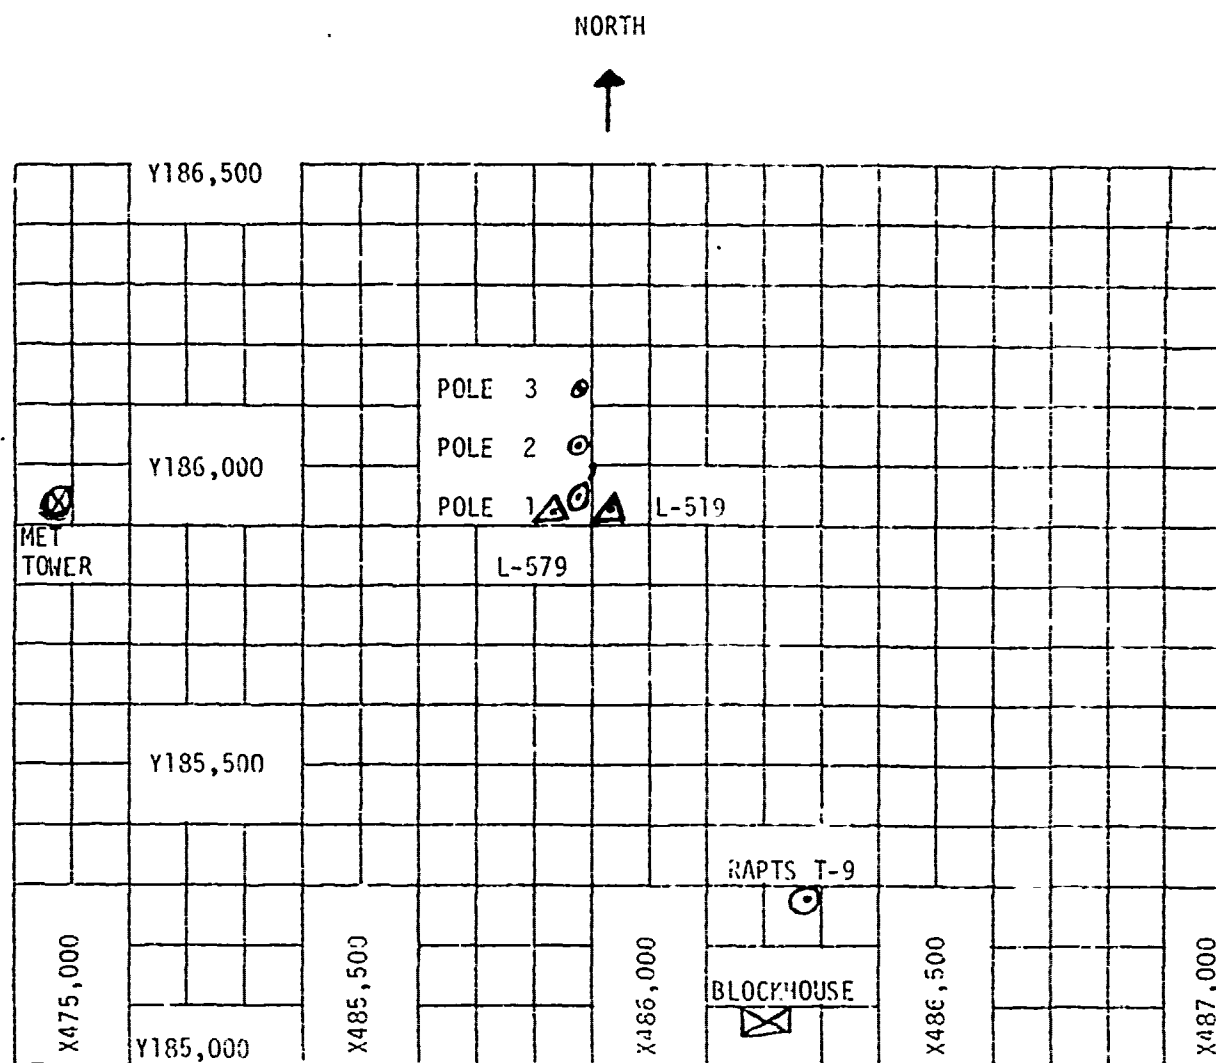 NORTH
Y186,500
POLE 3
POLE 2
Y186,000
POLE 1
L-519
MET
TOWER
L-579
Y185,500
RAPTS T-9
X475,000
X485,500
X486,000
X486,500
X487,000
BLOCKHOUSE
Y185,000